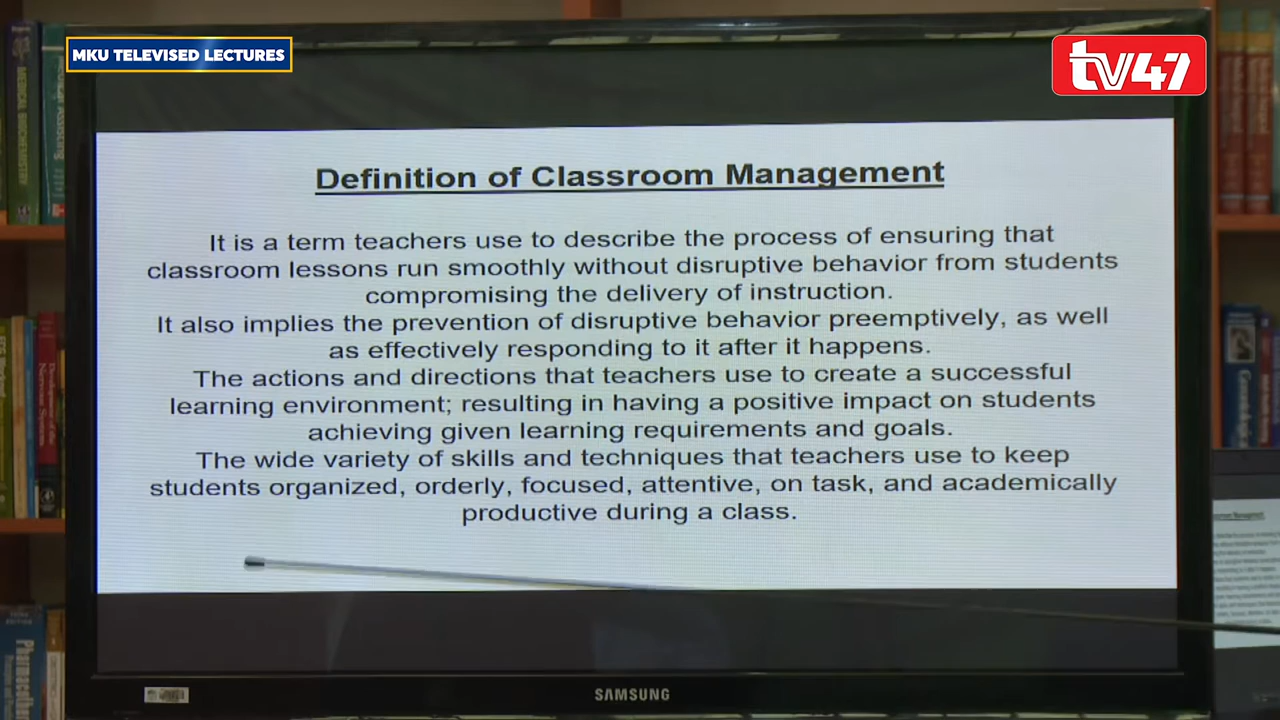 MKU TELEVISED LECTURES
tv47
Definition of Classroom Management
It is a term teachers use to describe the process of ensuring that
classroom lessons run smoothly without disruptive behavior from students
compromising the delivery of instruction.
It also implies the prevention of disruptive behavior preemptively, as well
as effectively responding to it after it happens.
The actions and directions that teachers use to create a successful
learning environment; resulting in having a positive impact on students
achieving given learning requirements and goals.
The wide variety of skills and techniques that teachers use to keep
students organized, orderly, focused, attentive, on task, and academically
productive during a class.
SAMSUNG